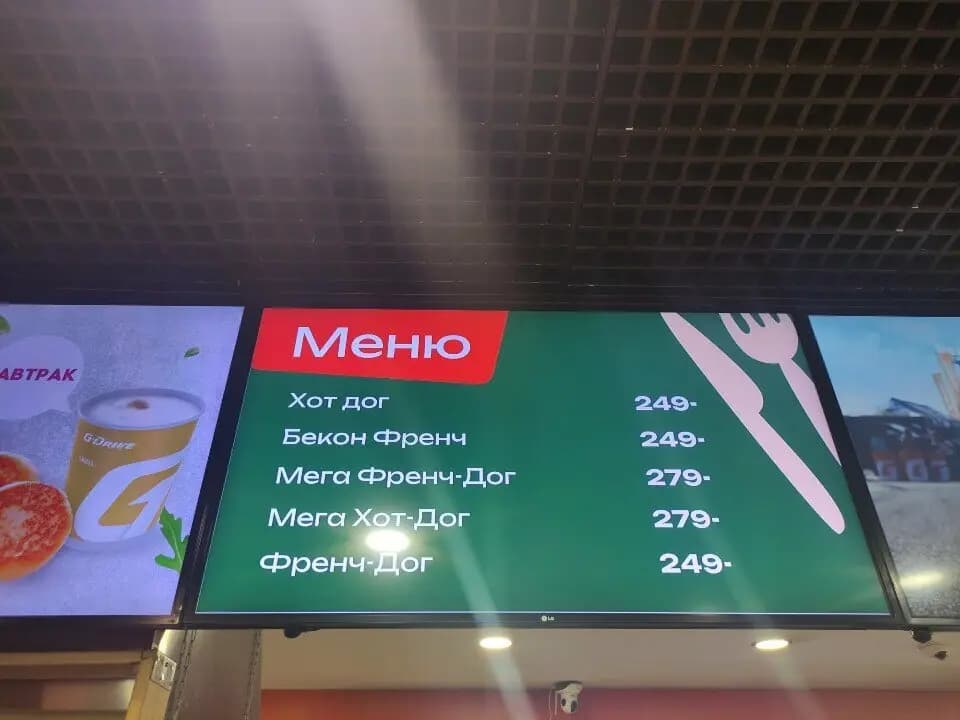 Меню
Хот дог 249-
Бекон Френч 249-
Мега Френч-Дог 279-
Мега Хот-Дог 279-
Френч-Дог 249-
АВТРАК
G-DRIVE
LG